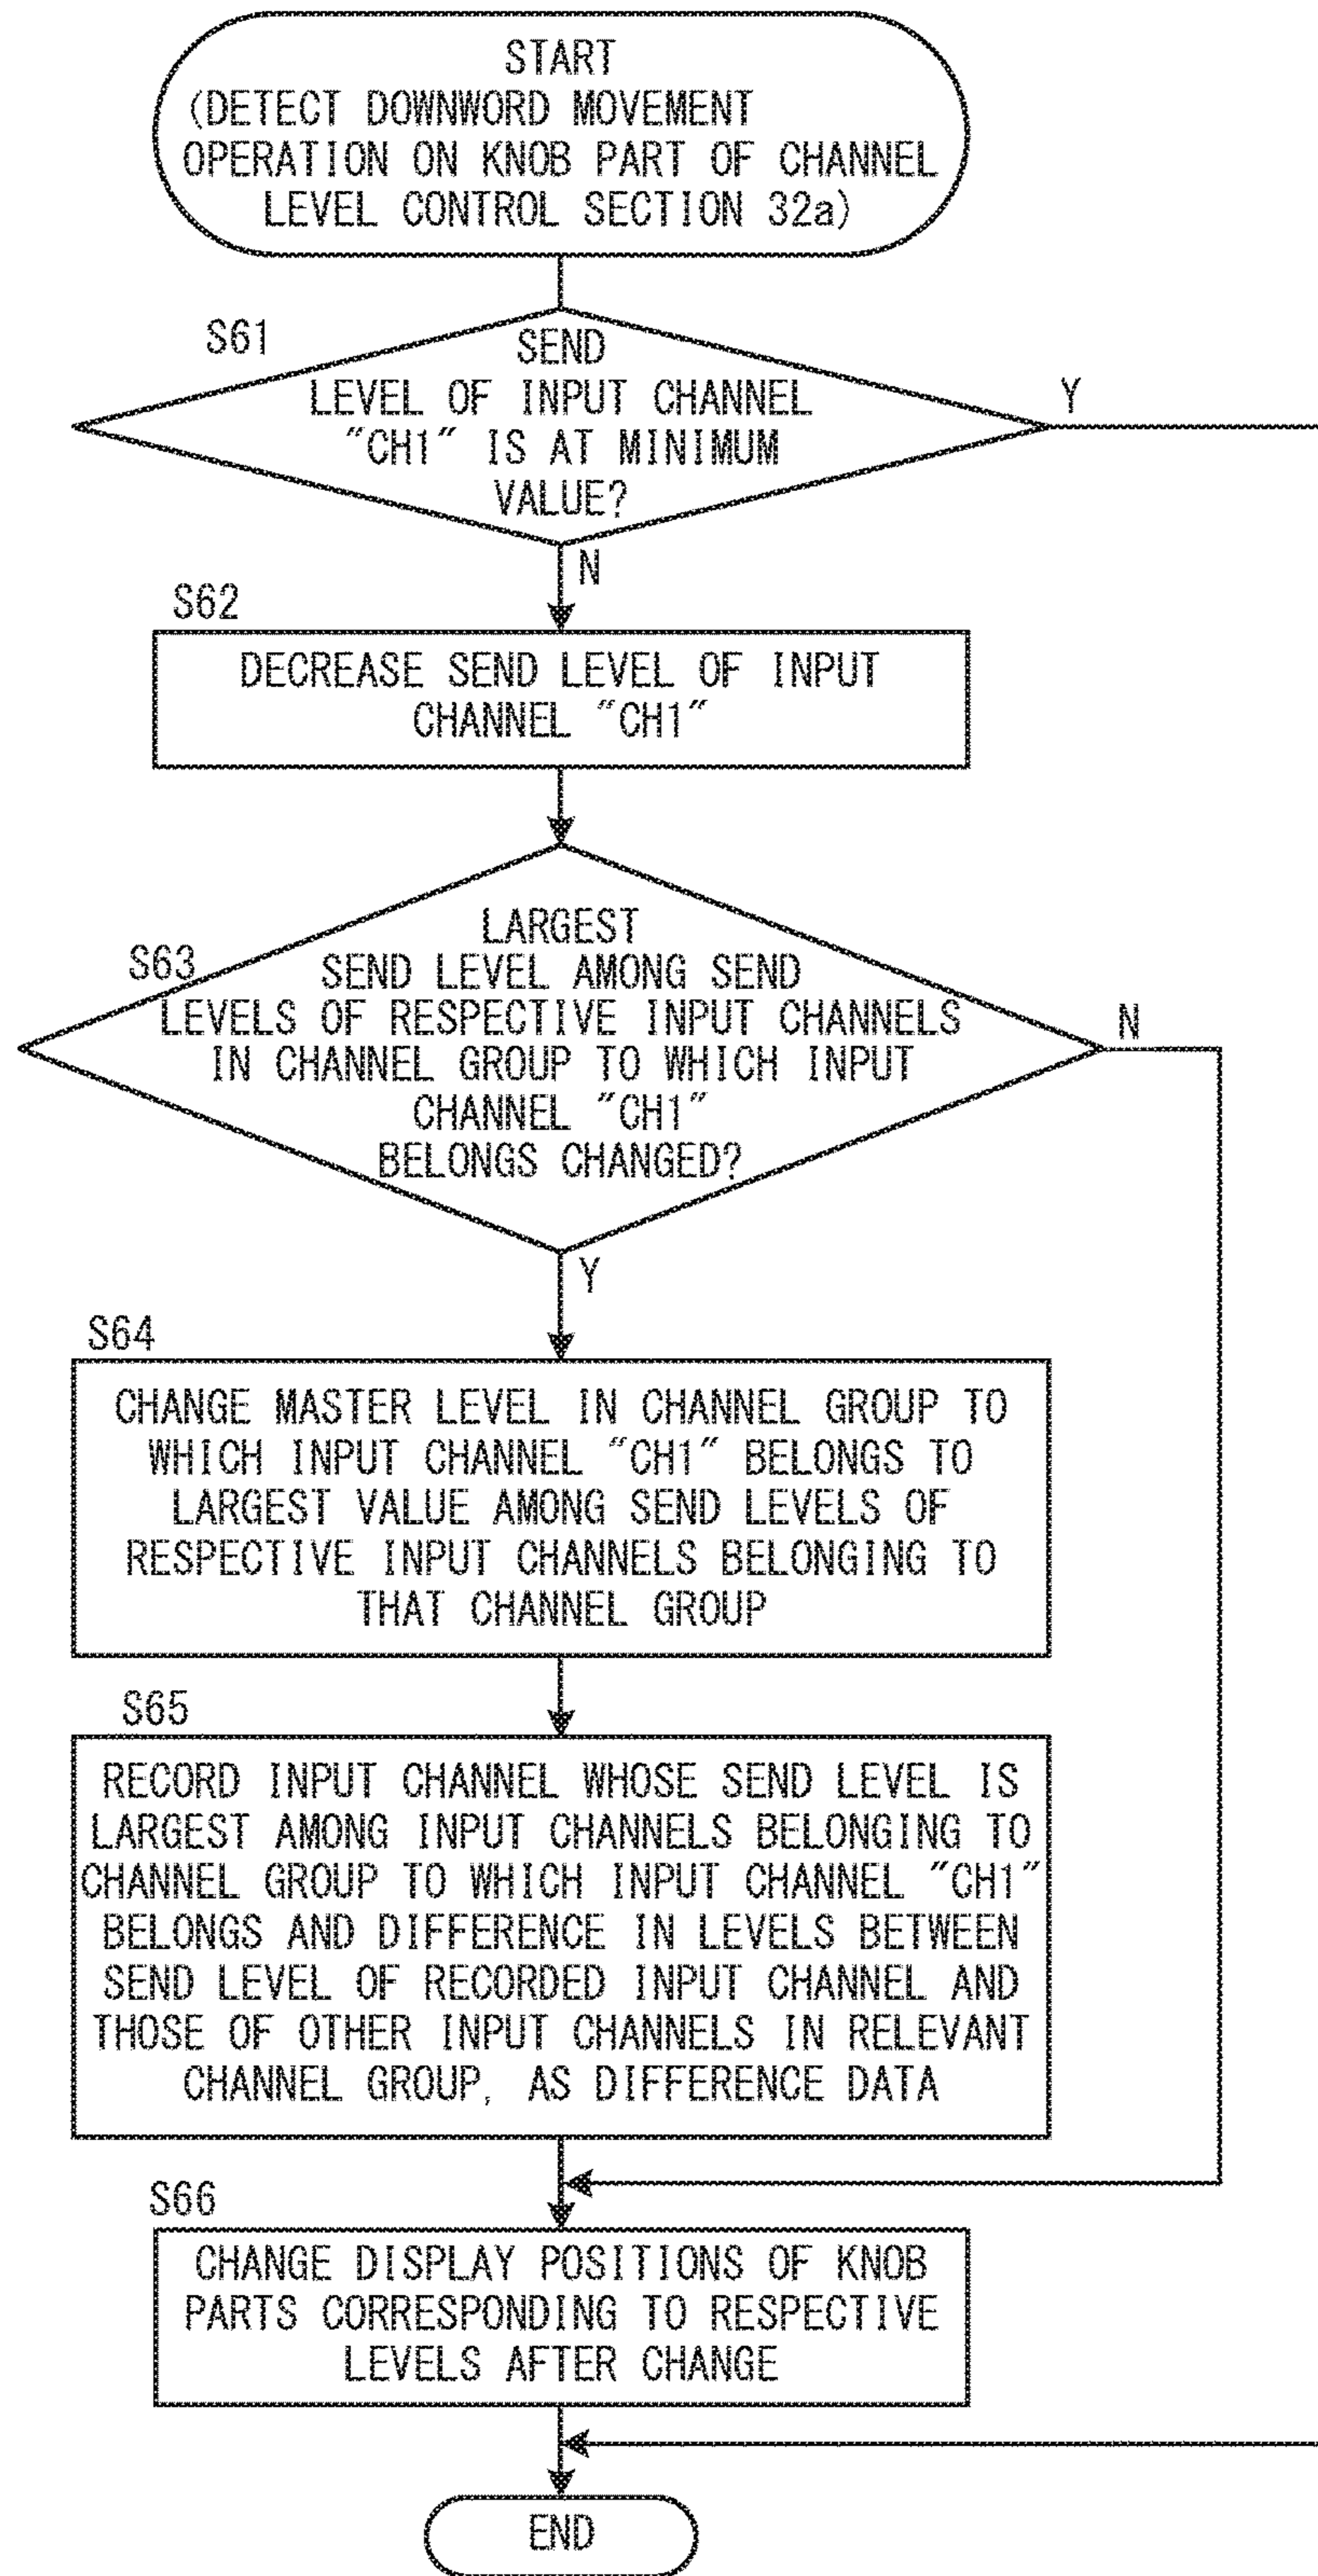 START
(DETECT DOWNWORD MOVEMENT
OPERATION ON KNOB PART OF CHANNEL
LEVEL CONTROL SECTION 32a)
S61
SEND
LEVEL OF INPUT CHANNEL
"CH1" IS AT MINIMUM
VALUE?
Y
N
S62
DECREASE SEND LEVEL OF INPUT
CHANNEL "CH1"
S63
LARGEST
SEND LEVEL AMONG SEND
LEVELS OF RESPECTIVE INPUT CHANNELS
IN CHANNEL GROUP TO WHICH INPUT
CHANNEL "CH1"
BELONGS CHANGED?
N
Y
S64
CHANGE MASTER LEVEL IN CHANNEL GROUP TO
WHICH INPUT CHANNEL "CH1" BELONGS TO
LARGEST VALUE AMONG SEND LEVELS OF
RESPECTIVE INPUT CHANNELS BELONGING TO
THAT CHANNEL GROUP
S65
RECORD INPUT CHANNEL WHOSE SEND LEVEL IS
LARGEST AMONG INPUT CHANNELS BELONGING TO
CHANNEL GROUP TO WHICH INPUT CHANNEL "CH1"
BELONGS AND DIFFERENCE IN LEVELS BETWEEN
SEND LEVEL OF RECORDED INPUT CHANNEL AND
THOSE OF OTHER INPUT CHANNELS IN RELEVANT
CHANNEL GROUP, AS DIFFERENCE DATA
S66
CHANGE DISPLAY POSITIONS OF KNOB
PARTS CORRESPONDING TO RESPECTIVE
LEVELS AFTER CHANGE
END